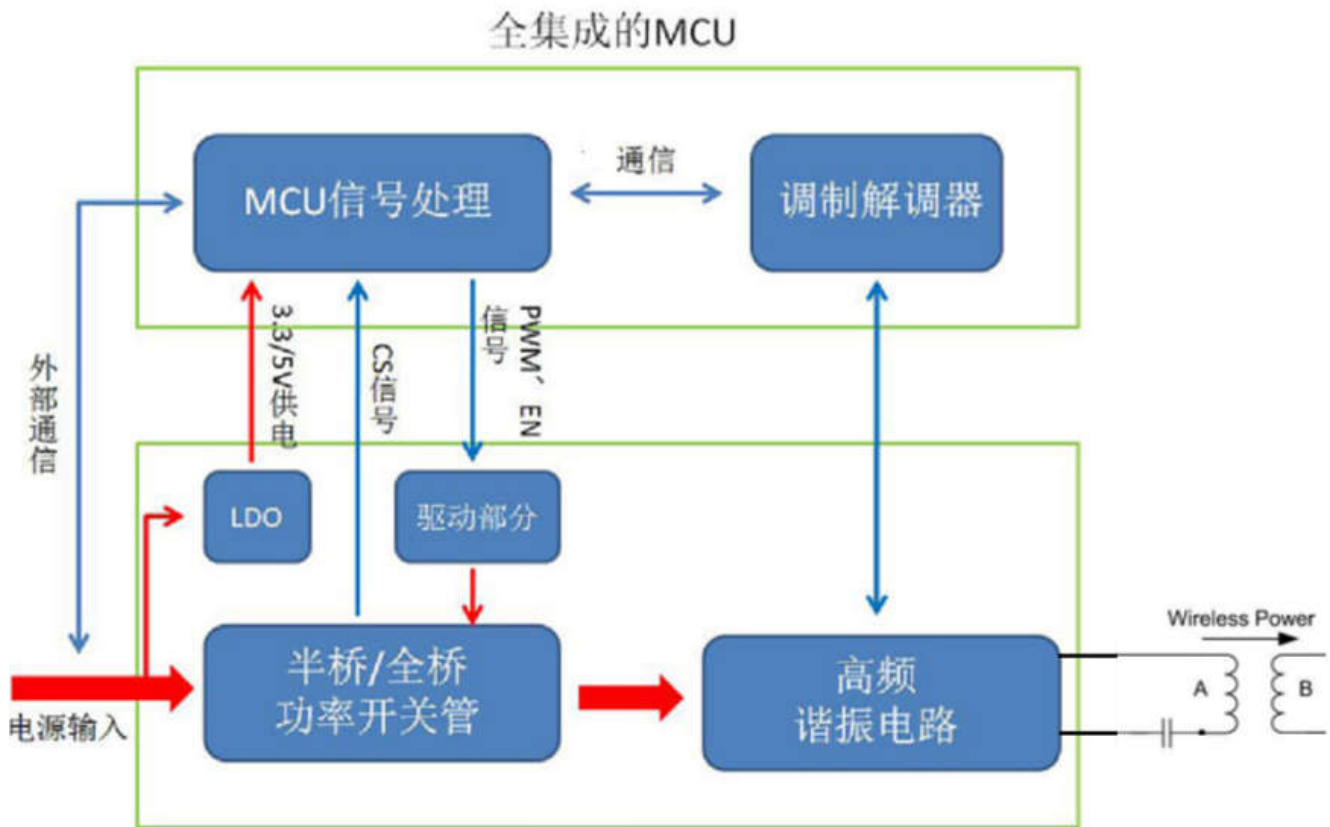 全集成的MCU
MCU信号处理
通信
调制解调器
外部通信
3.3/5V供电
CS信号
PWM、EN
信号
LDO
驱动部分
电源输入
半桥/全桥
功率开关管
高频
谐振电路
Wireless Power
A
B